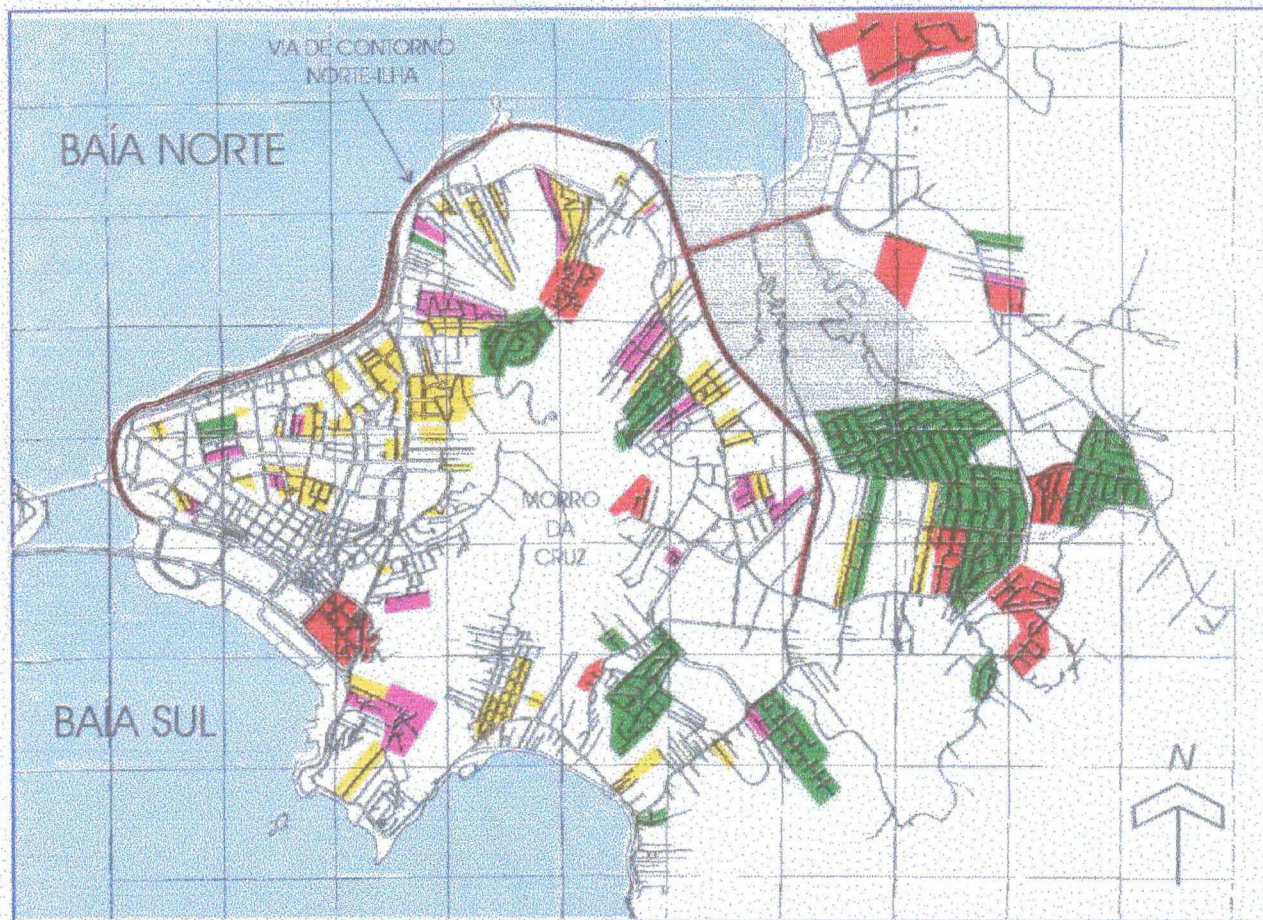 VIA DE CONTORNO
NORTE-ILHA
BAÍA NORTE
MORRO
DA
CRUZ
BAÍA SUL
N